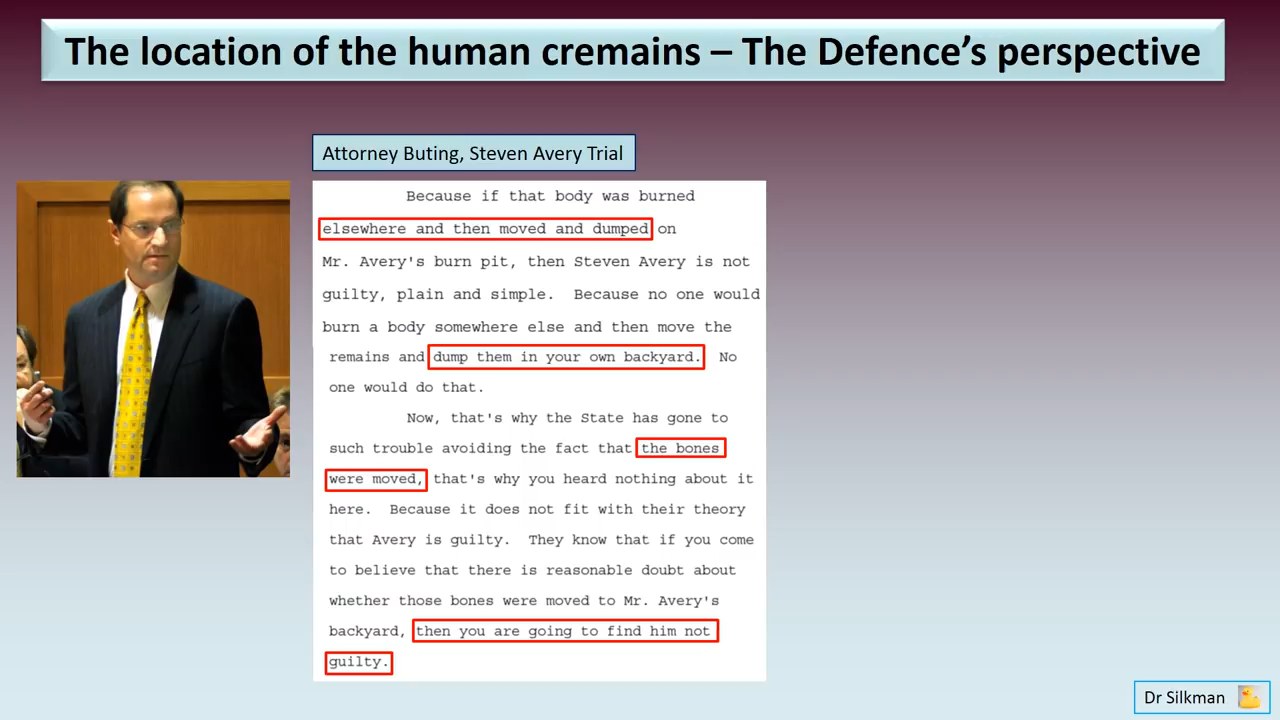 The location of the human cremains – The Defence's perspective
Attorney Buting, Steven Avery Trial
Because if that body was burned
elsewhere and then moved and dumped on
Mr. Avery's burn pit, then Steven Avery is not
guilty, plain and simple. Because no one would
burn a body somewhere else and then move the
remains and dump them in your own backyard. No
one would do that.
Now, that's why the State has gone to
such trouble avoiding the fact that the bones
were moved, that's why you heard nothing about it
here. Because it does not fit with their theory
that Avery is guilty. They know that if you come
to believe that there is reasonable doubt about
whether those bones were moved to Mr. Avery's
backyard, then you are going to find him not
guilty.
Dr Silkman